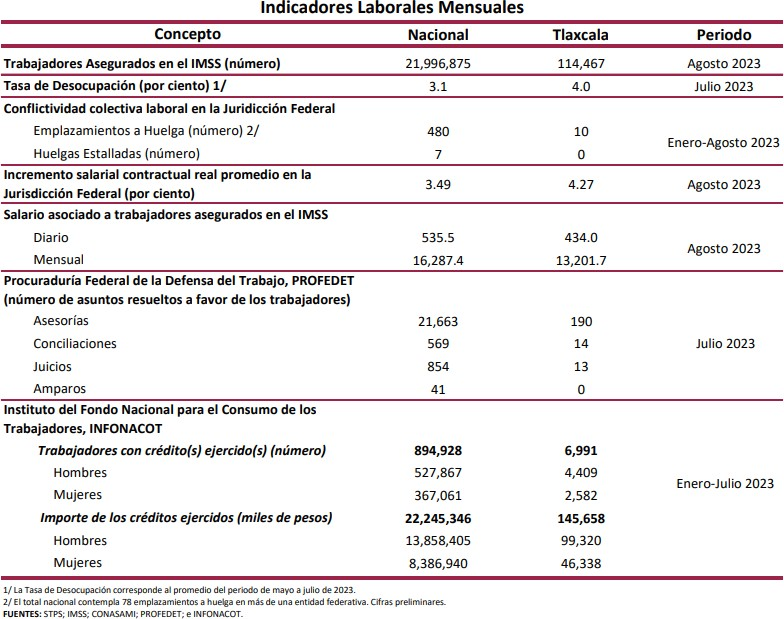 Indicadores Laborales Mensuales
Concepto Nacional Tlaxcala Periodo
Trabajadores Asegurados en el IMSS (número) 21,996,875 114,467 Agosto 2023
Tasa de Desocupación (por ciento) 1/ 3.1 4.0 Julio 2023
Conflictividad colectiva laboral en la Juridicción Federal
Emplazamientos a Huelga (número) 2/ 480 10
Enero-Agosto 2023
Huelgas Estalladas (número) 7 0
Incremento salarial contractual real promedio en la
Jurisdicción Federal (por ciento) 3.49 4.27 Agosto 2023
Salario asociado a trabajadores asegurados en el IMSS
Diario 535.5 434.0
Agosto 2023
Mensual 16,287.4 13,201.7
Procuraduría Federal de la Defensa del Trabajo, PROFEDET
(número de asuntos resueltos a favor de los trabajadores)
Asesorías 21,663 190
Conciliaciones 569 14 Julio 2023
Juicios 854 13
Amparos 41 0
Instituto del Fondo Nacional para el Consumo de los
Trabajadores, INFONACOT
Trabajadores con crédito(s) ejercido(s) (número) 894,928 6,991
Hombres 527,867 4,409
Enero-Julio 2023
Mujeres 367,061 2,582
Importe de los créditos ejercidos (miles de pesos) 22,245,346 145,658
Hombres 13,858,405 99,320
Mujeres 8,386,940 46,338
1/ La Tasa de Desocupación corresponde al promedio del periodo de mayo a julio de 2023.
2/ El total nacional contempla 78 emplazamientos a huelga en más de una entidad federativa. Cifras preliminares.
FUENTES: STPS; IMSS; CONASAMI; PROFEDET; e INFONACOT.